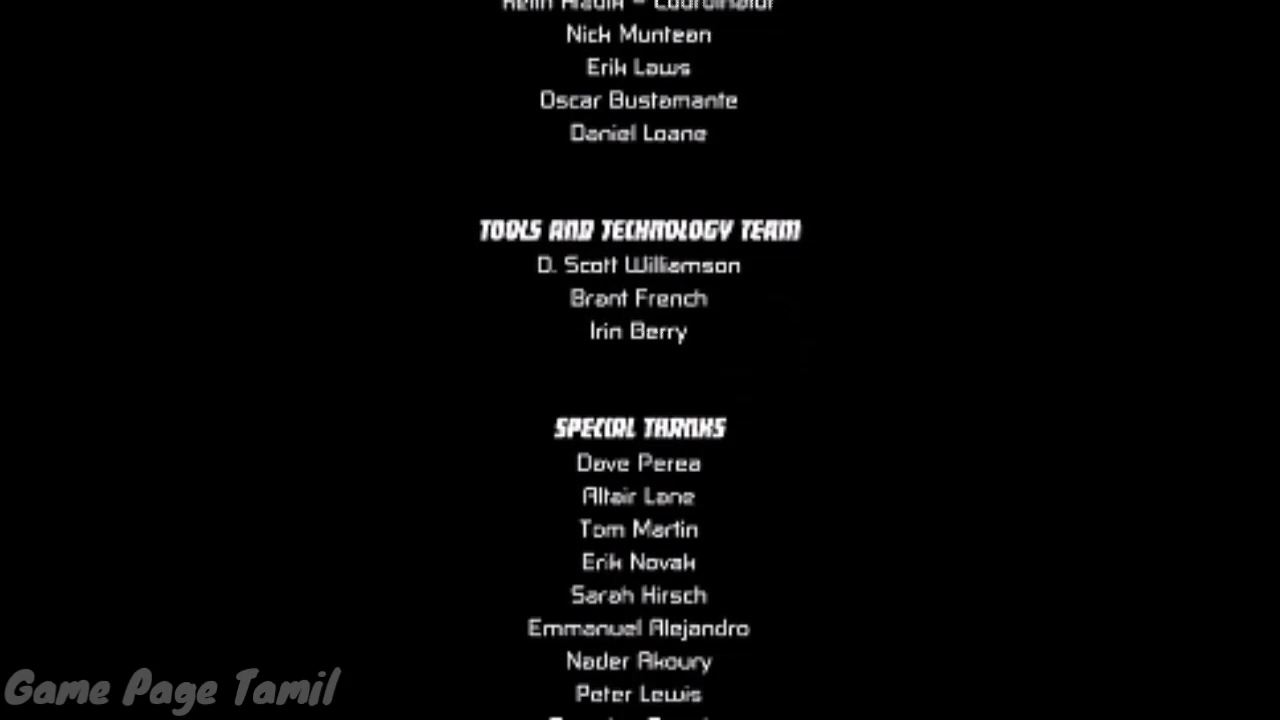 Nick Muntean
Erik Laws
Oscar Bustamante
Daniel Loane
TOOLS AND TECHNOLOGY TEAM
D. Scott Williamson
Brant French
Irin Berry
SPECIAL THANKS
Dave Perea
Altair Lane
Tom Martin
Erik Novak
Sarah Hirsch
Emmanuel Alejandro
Nader Akoury
Peter Lewis
Game Page Tamil